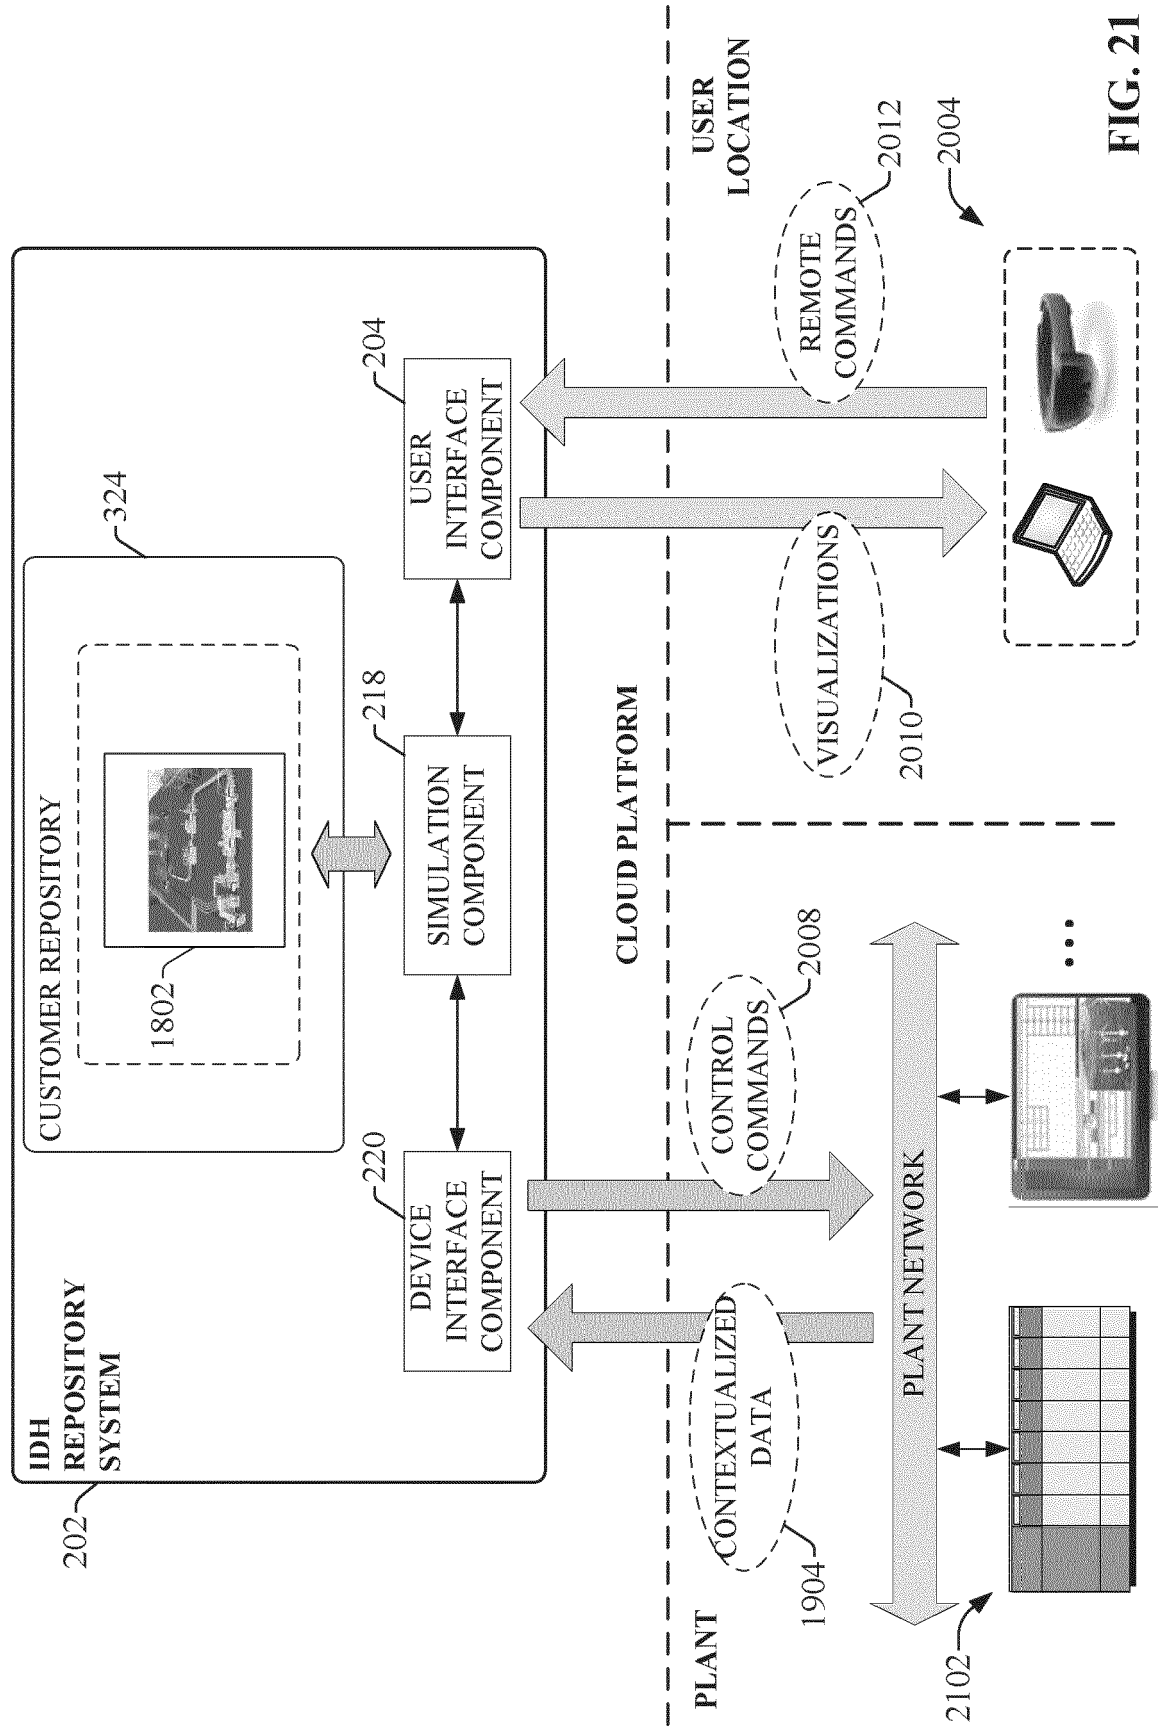 IDH
REPOSITORY
SYSTEM
202
CUSTOMER REPOSITORY
324
1802
220
DEVICE
INTERFACE
COMPONENT
218
SIMULATION
COMPONENT
204
USER
INTERFACE
COMPONENT
CLOUD PLATFORM
PLANT
CONTEXTUALIZED
DATA
1904
CONTROL
COMMANDS
2008
PLANT NETWORK
2102
USER
LOCATION
VISUALIZATIONS
2010
REMOTE
COMMANDS
2012
2004
FIG. 21